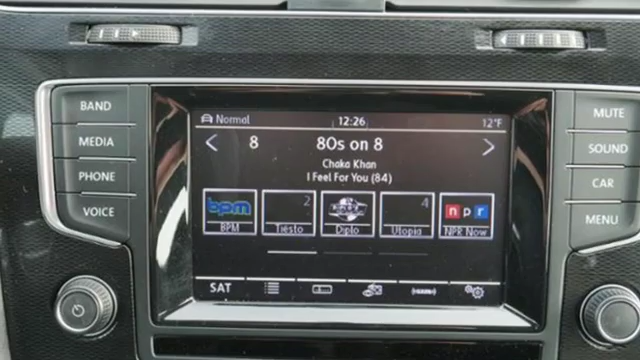 BAND
MEDIA
PHONE
VOICE
Normal 12:26 12°F
< 8 80s on 8 >
Chaka Khan
I Feel For You (84)
bpm 2 DIPLO'S 4 npr
BPM Tiësto Diplo Utopia NPR Now
SAT
MUTE
SOUND
CAR
MENU